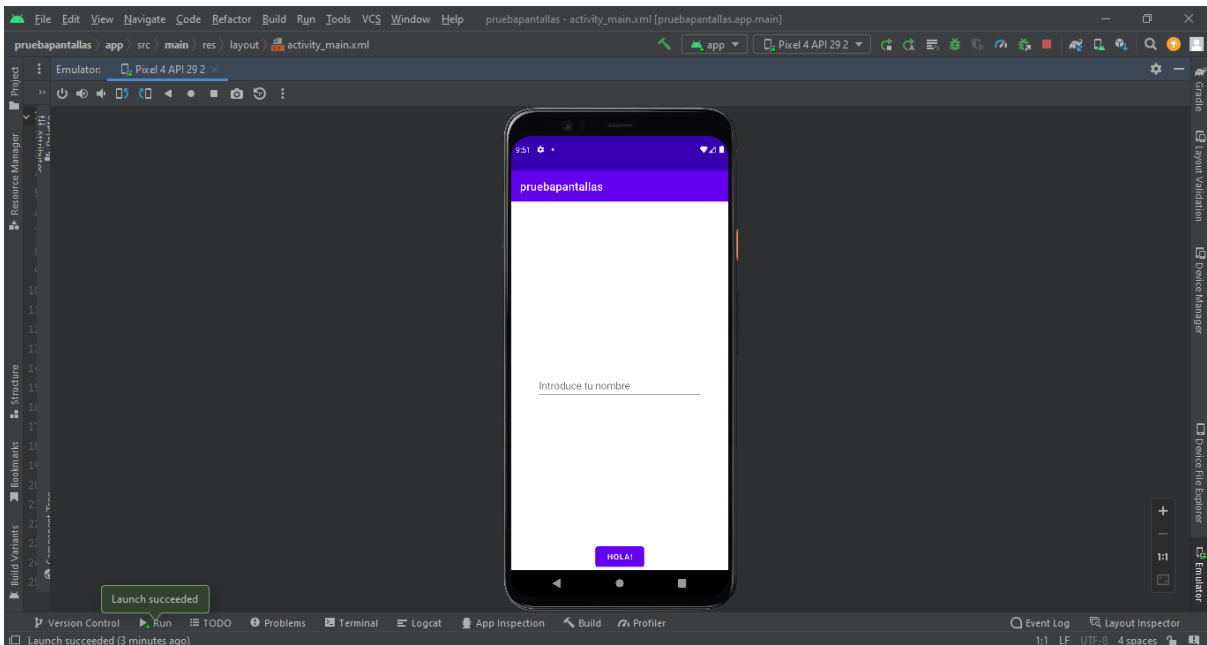 File Edit View Navigate Code Refactor Build Run Tools VCS Window Help pruebapantallas - activity_main.xml [pruebapantallas.app.main]
pruebapantallas app src main res layout activity_main.xml app Pixel 4 API 29 2
Project
Resource Manager
Structure
Bookmarks
Build Variants
Emulator: Pixel 4 API 29 2
Palette
Attributes
Component Tree
9:51
pruebapantallas
Introduce tu nombre
HOLA!
1:1
Gradle
Layout Validation
Device Manager
Device File Explorer
Emulator
Launch succeeded
Version Control Run TODO Problems Terminal Logcat App Inspection Build Profiler Event Log Layout Inspector
Launch succeeded (3 minutes ago) 1:1 LF UTF-8 4 spaces